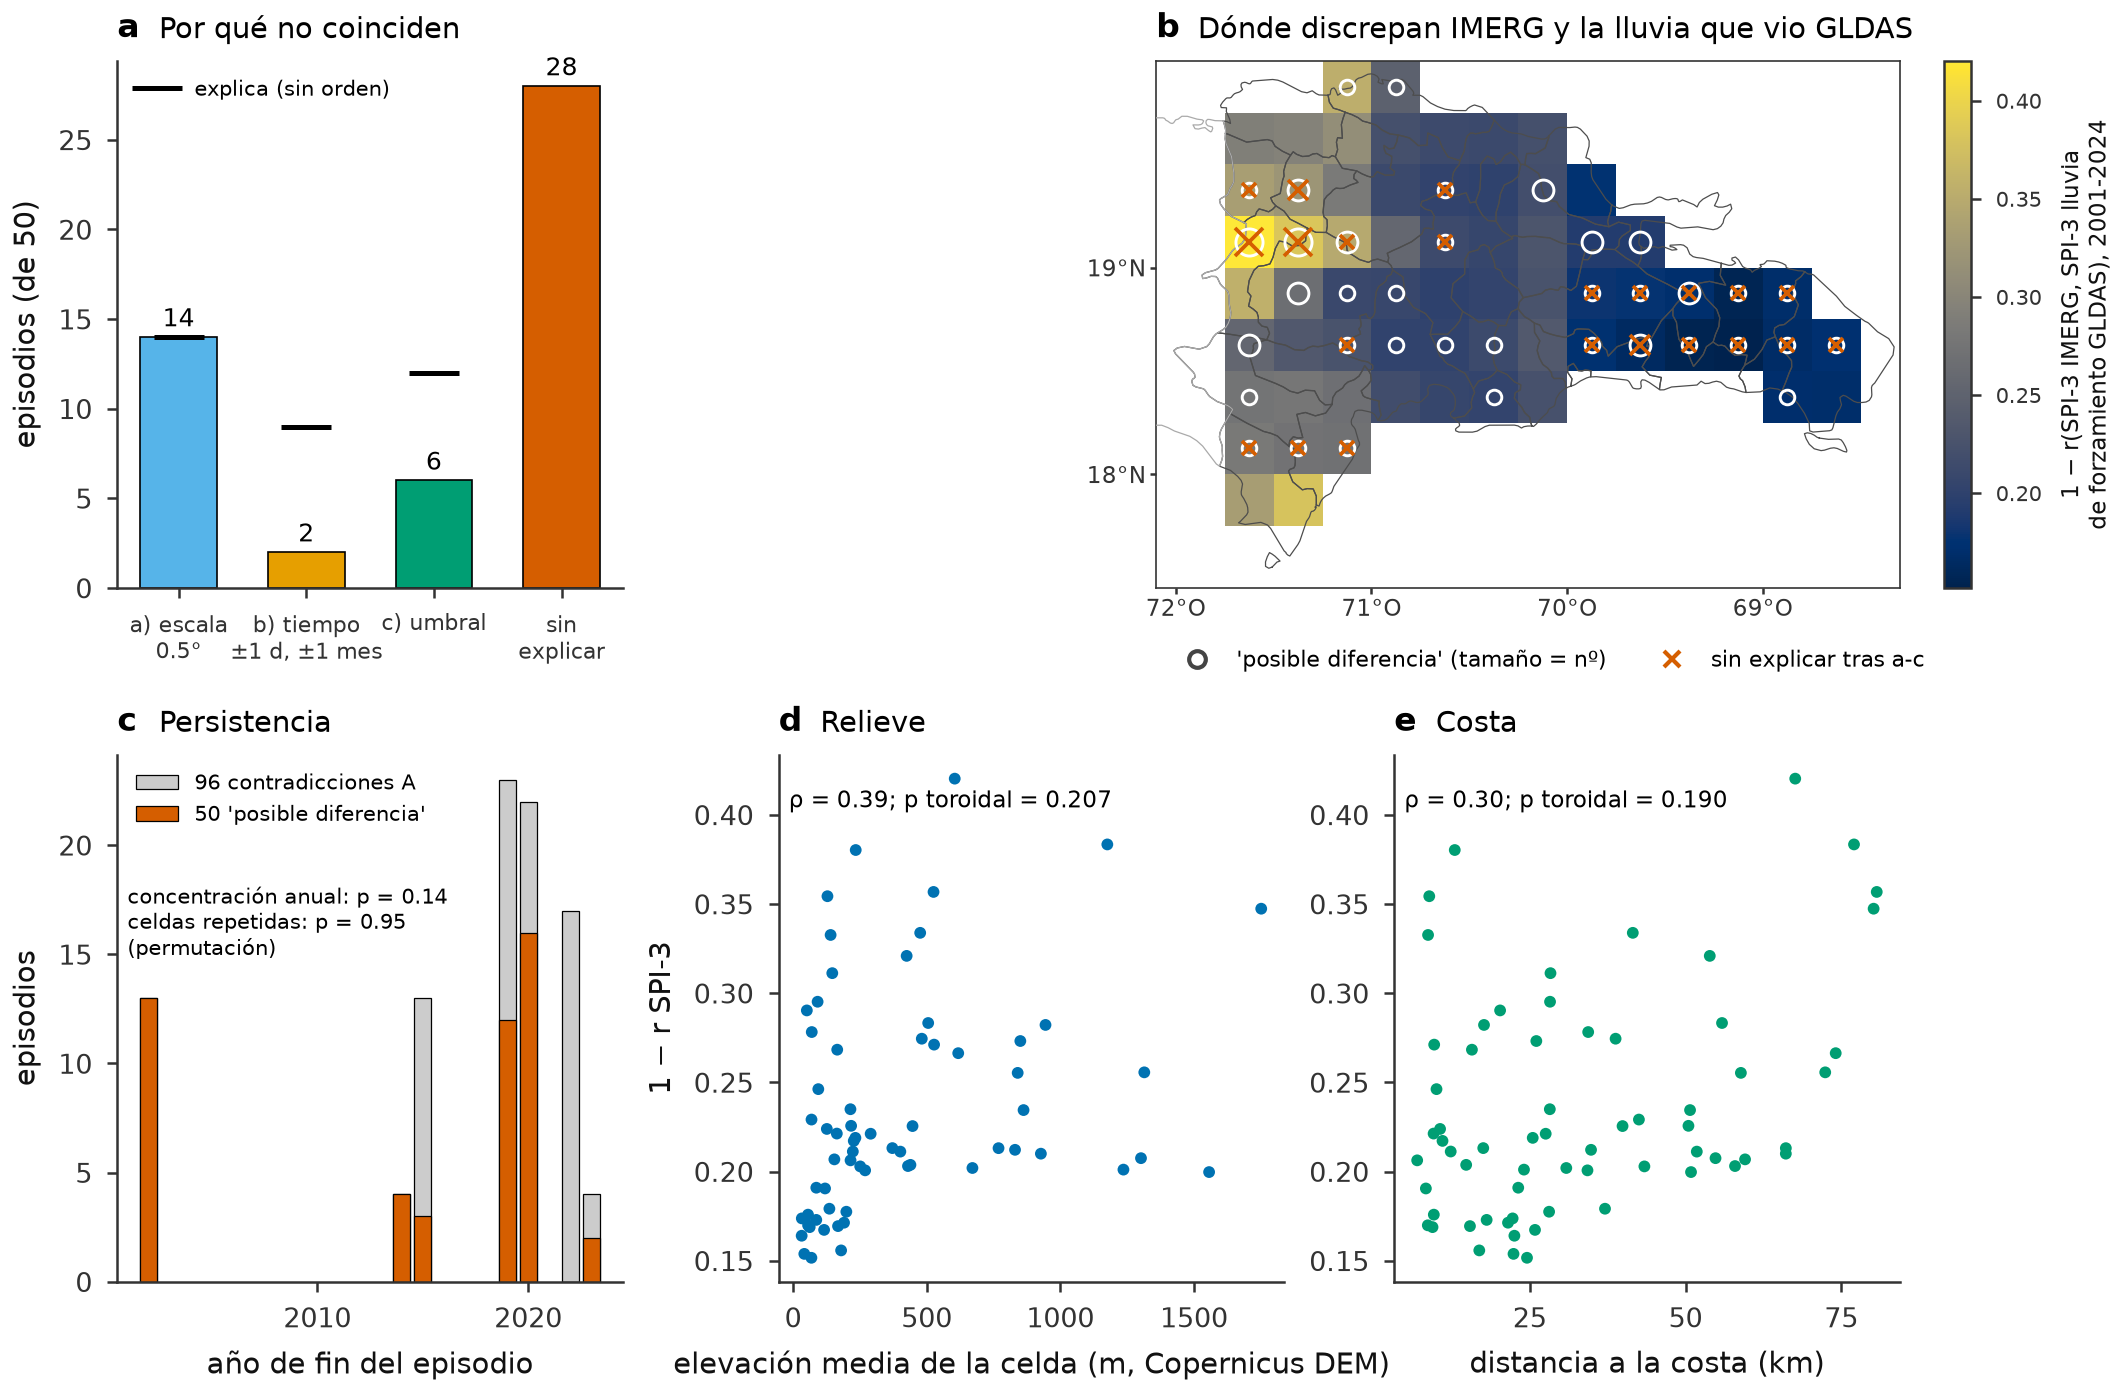 a Por qué no coinciden
explica (sin orden)
28
14
2
6
episodios (de 50)
25
20
15
10
5
0
a) escala
0.5°
b) tiempo
±1 d, ±1 mes
c) umbral
sin
explicar
b Dónde discrepan IMERG y la lluvia que vio GLDAS
19°N
18°N
72°O
71°O
70°O
69°O
0.40
0.35
0.30
0.25
0.20
1 − r(SPI-3 IMERG, SPI-3 lluvia
de forzamiento GLDAS), 2001-2024
'posible diferencia' (tamaño = nº)
sin explicar tras a-c
c Persistencia
96 contradicciones A
50 'posible diferencia'
concentración anual: p = 0.14
celdas repetidas: p = 0.95
(permutación)
episodios
20
15
10
5
0
2010
2020
año de fin del episodio
d Relieve
ρ = 0.39; p toroidal = 0.207
1 − r SPI-3
0.40
0.35
0.30
0.25
0.20
0.15
0
500
1000
1500
elevación media de la celda (m, Copernicus DEM)
e Costa
ρ = 0.30; p toroidal = 0.190
0.40
0.35
0.30
0.25
0.20
0.15
25
50
75
distancia a la costa (km)